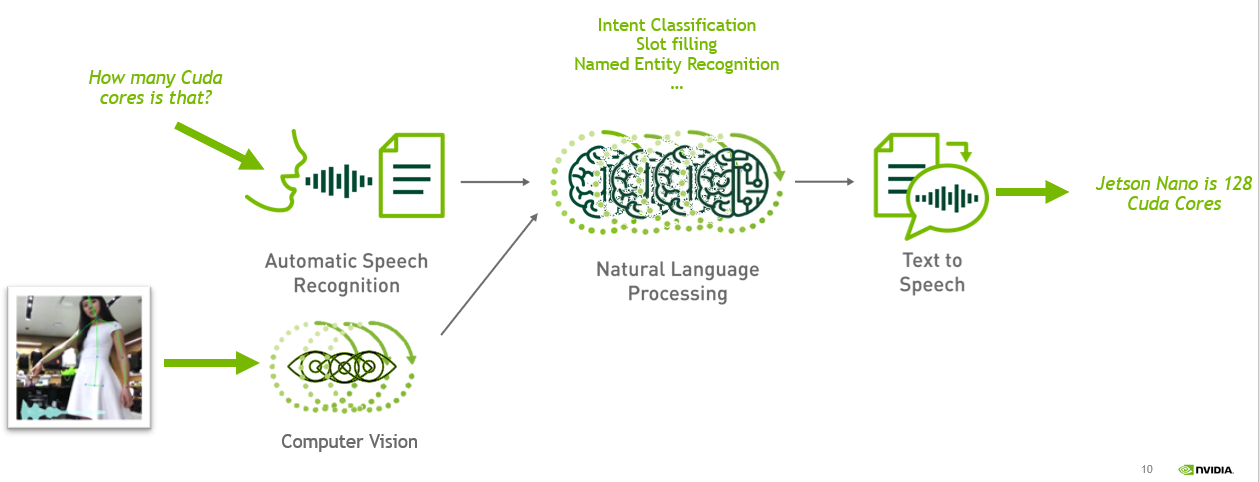 Intent Classification
Slot filling
Named Entity Recognition
...
How many Cuda
cores is that?
Automatic Speech
Recognition
Natural Language
Processing
Text to
Speech
Jetson Nano is 128
Cuda Cores
Computer Vision
10
NVIDIA.